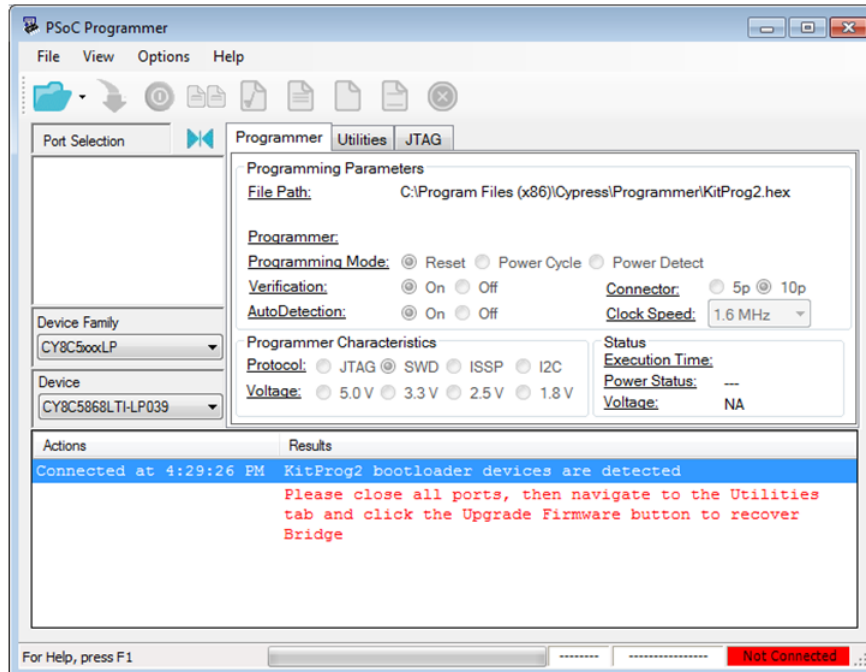 PSoC Programmer
File View Options Help
Port Selection
Programmer Utilities JTAG
Programming Parameters
File Path: C:\Program Files (x86)\Cypress\Programmer\KitProg2.hex
Programmer:
Programming Mode: Reset Power Cycle Power Detect
Verification: On Off Connector: 5p 10p
AutoDetection: On Off Clock Speed: 1.6 MHz
Device Family
CY8C5xxxLP
Device
CY8C5868LTI-LP039
Programmer Characteristics
Protocol: JTAG SWD ISSP I2C
Voltage: 5.0 V 3.3 V 2.5 V 1.8 V
Status
Execution Time:
Power Status: ---
Voltage: NA
Actions Results
Connected at 4:29:26 PM KitProg2 bootloader devices are detected
Please close all ports, then navigate to the Utilities
tab and click the Upgrade Firmware button to recover
Bridge
For Help, press F1 -------- --------------- Not Connected